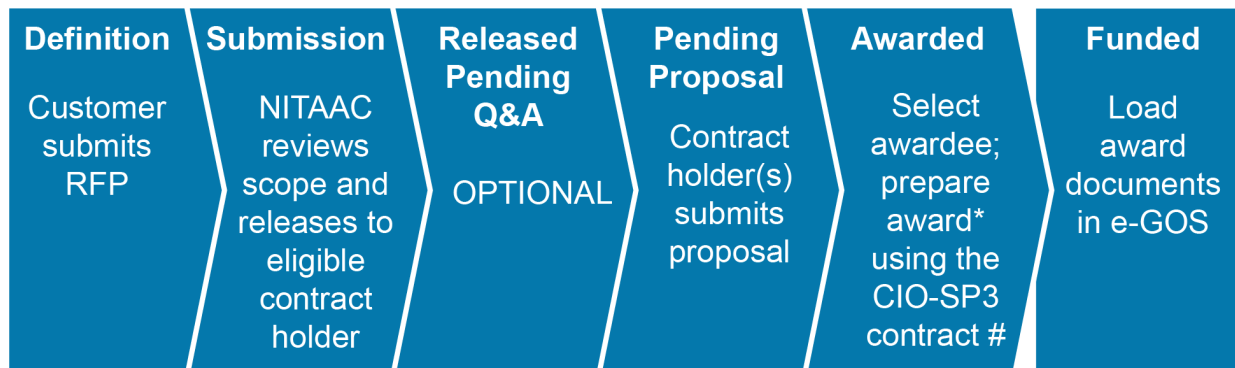 Definition
Customer
submits
RFP
Submission
NITAAC
reviews
scope and
releases to
eligible
contract
holder
Released
Pending
Q&A
OPTIONAL
Pending
Proposal
Contract
holder(s)
submits
proposal
Awarded
Select
awardee;
prepare
award*
using the
CIO-SP3
contract #
Funded
Load
award
documents
in e-GOS